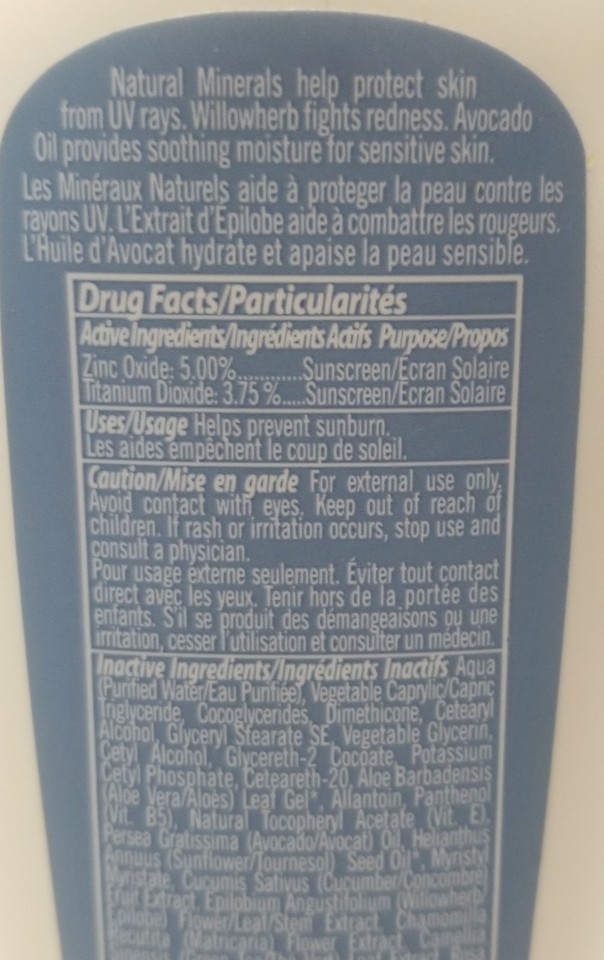 Natural Minerals help protect skin
from UV rays. Willowherb fights redness. Avocado
Oil provides soothing moisture for sensitive skin.
Les Minéraux Naturels aide à proteger la peau contre les
rayons UV. L'Extrait d'Épilobe aide à combattre les rougeurs.
L'Huile d'Avocat hydrate et apaise la peau sensible.
Drug Facts/Particularités
Active Ingredients/Ingrédients Actifs Purpose/Propos
Zinc Oxide: 5.00%............Sunscreen/Écran Solaire
Titanium Dioxide: 3.75%.....Sunscreen/Écran Solaire
Uses/Usage Helps prevent sunburn.
Les aides empêchent le coup de soleil.
Caution/Mise en garde For external use only.
Avoid contact with eyes. Keep out of reach of
children. If rash or irritation occurs, stop use and
consult a physician.
Pour usage externe seulement. Éviter tout contact
direct avec les yeux. Tenir hors de la portée des
enfants. S'il se produit des démangeaisons ou une
irritation, cesser l'utilisation et consulter un médecin.
Inactive Ingredients/Ingrédients Inactifs Aqua
(Purified Water/Eau Purifiée), Vegetable Caprylic/Capric
Triglyceride, Cocoglycerides, Dimethicone, Cetearyl
Alcohol, Glyceryl Stearate SE, Vegetable Glycerin,
Cetyl Alcohol, Glycereth-2 Cocoate, Potassium
Cetyl Phosphate, Ceteareth-20, Aloe Barbadensis
(Aloe Vera/Aloès) Leaf Gel*, Allantoin, Panthenol
(Vit. B5), Natural Tocopheryl Acetate (Vit. E),
Persea Gratissima (Avocado/Avocat) Oil, Helianthus
Annuus (Sunflower/Tournesol) Seed Oil*, Myristyl
Myristate, Cucumis Sativus (Cucumber/Concombre)
Fruit Extract, Epilobium Angustifolium (Willowherb/
Epilobe) Flower/Leaf/Stem Extract, Chamomilla
Recutita (Matricaria) Flower Extract, Camellia